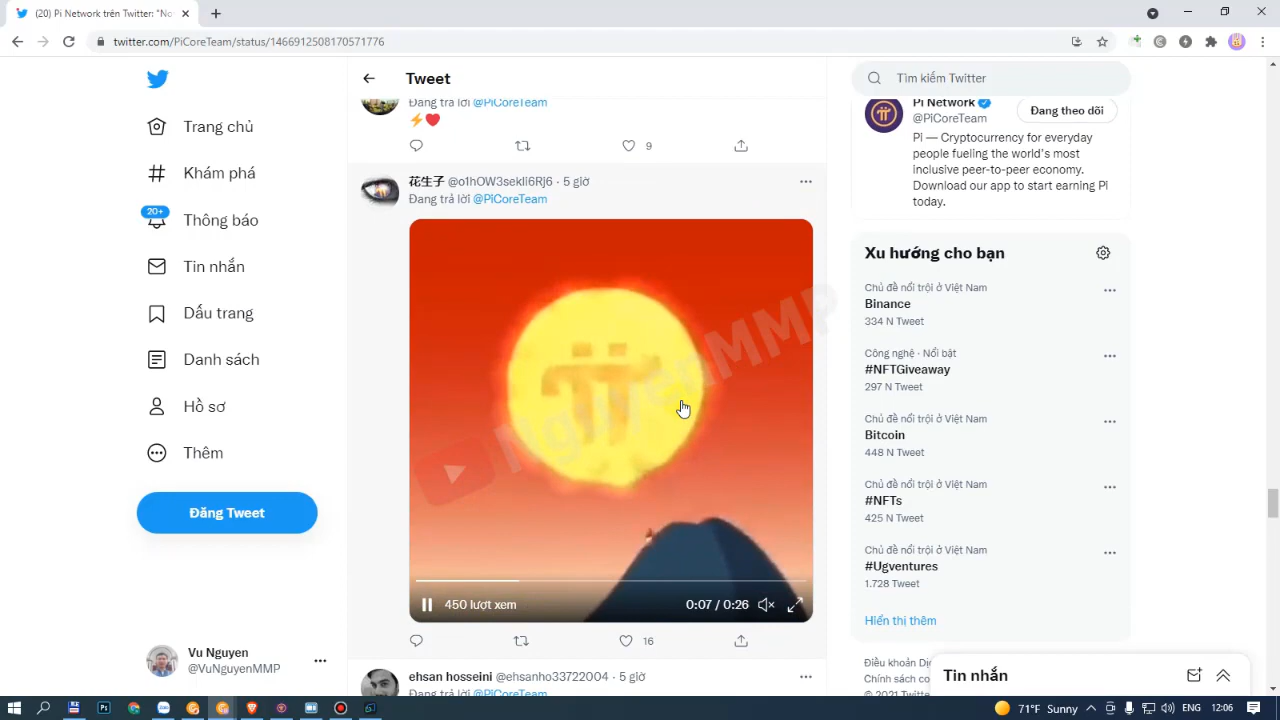 (20) Pi Network trên Twitter: "No
twitter.com/PiCoreTeam/status/1466912508170571776
Trang chủ
Khám phá
20+
Thông báo
Tin nhắn
Dấu trang
Danh sách
Hồ sơ
Thêm
Đăng Tweet
Vu Nguyen
@VuNguyenMMP
Tweet
Đang trả lời @PiCoreTeam
⚡❤️
9
花生子 @o1hOW3sekli6Rj6 · 5 giờ
Đang trả lời @PiCoreTeam
NguyenMMP
450 lượt xem
0:07 / 0:26
16
ehsan hosseini @ehsanho33722004 · 5 giờ
Đang trả lời @PiCoreTeam
Tìm kiếm Twitter
Pi Network
@PiCoreTeam
Đang theo dõi
Pi — Cryptocurrency for everyday
people fueling the world's most
inclusive peer-to-peer economy.
Download our app to start earning Pi
today.
Xu hướng cho bạn
Chủ đề nổi trội ở Việt Nam
Binance
334 N Tweet
Công nghệ · Nổi bật
#NFTGiveaway
297 N Tweet
Chủ đề nổi trội ở Việt Nam
Bitcoin
448 N Tweet
Chủ đề nổi trội ở Việt Nam
#NFTs
425 N Tweet
Chủ đề nổi trội ở Việt Nam
#Ugventures
1.728 Tweet
Hiển thị thêm
Điều khoản
Chính sách
© 2021
Tin nhắn
71°F Sunny
ENG
12:06